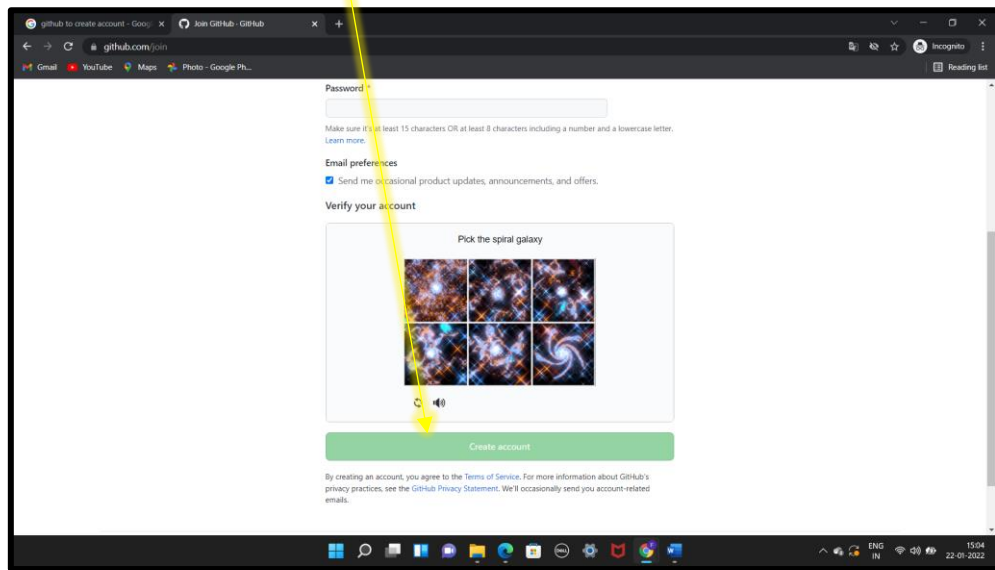 github to create account - Goog
Join GitHub · GitHub
github.com/join
Incognito
Gmail
YouTube
Maps
Photo - Google Ph...
Reading list
Password *
Make sure it's at least 15 characters OR at least 8 characters including a number and a lowercase letter.
Learn more.
Email preferences
Send me occasional product updates, announcements, and offers.
Verify your account
Pick the spiral galaxy
Create account
By creating an account, you agree to the Terms of Service. For more information about GitHub's
privacy practices, see the GitHub Privacy Statement. We'll occasionally send you account-related
emails.
DELL
ENG
IN
15:04
22-01-2022